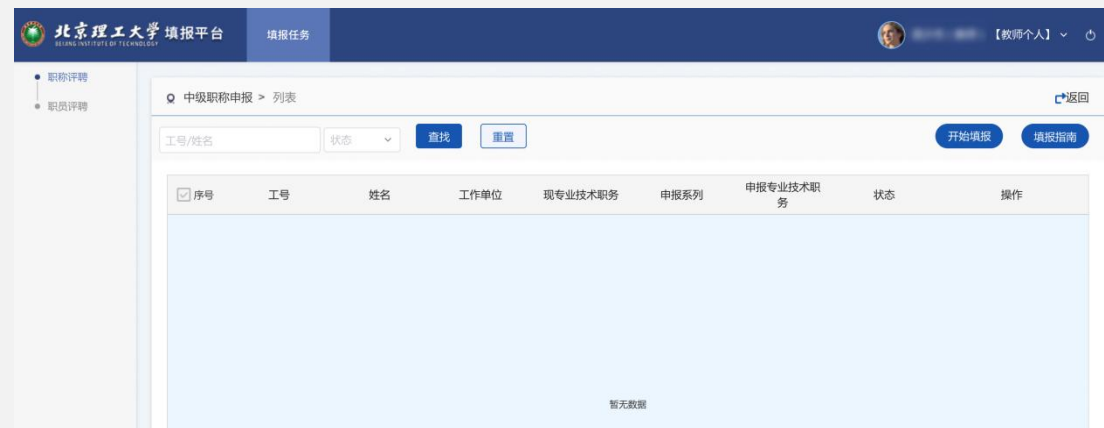 北京理工大学 填报平台 填报任务 【教师个人】
BEIJING INSTITUTE OF TECHNOLOGY
职称评聘
职员评聘
中级职称申报 > 列表 返回
工号/姓名 状态 查找 重置 开始填报 填报指南
序号 工号 姓名 工作单位 现专业技术职务 申报系列 申报专业技术职 状态 操作
务
暂无数据